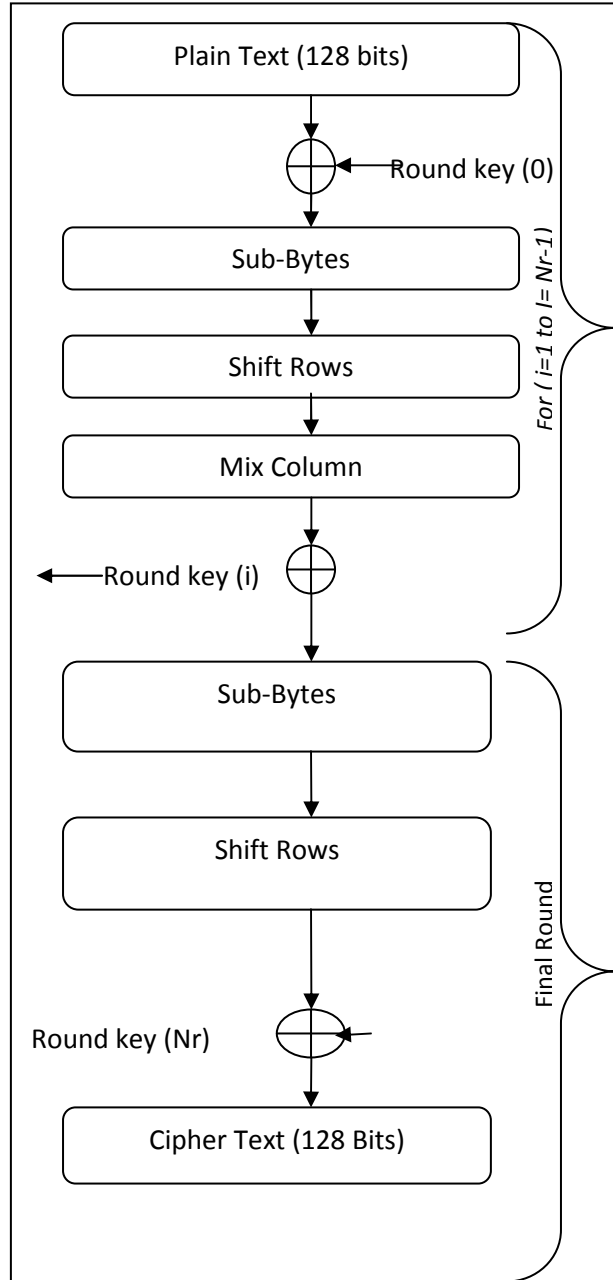 Plain Text (128 bits)
Round key (0)
Sub-Bytes
Shift Rows
Mix Column
Round key (i)
For ( i=1 to I= Nr-1)
Sub-Bytes
Shift Rows
Round key (Nr)
Cipher Text (128 Bits)
Final Round